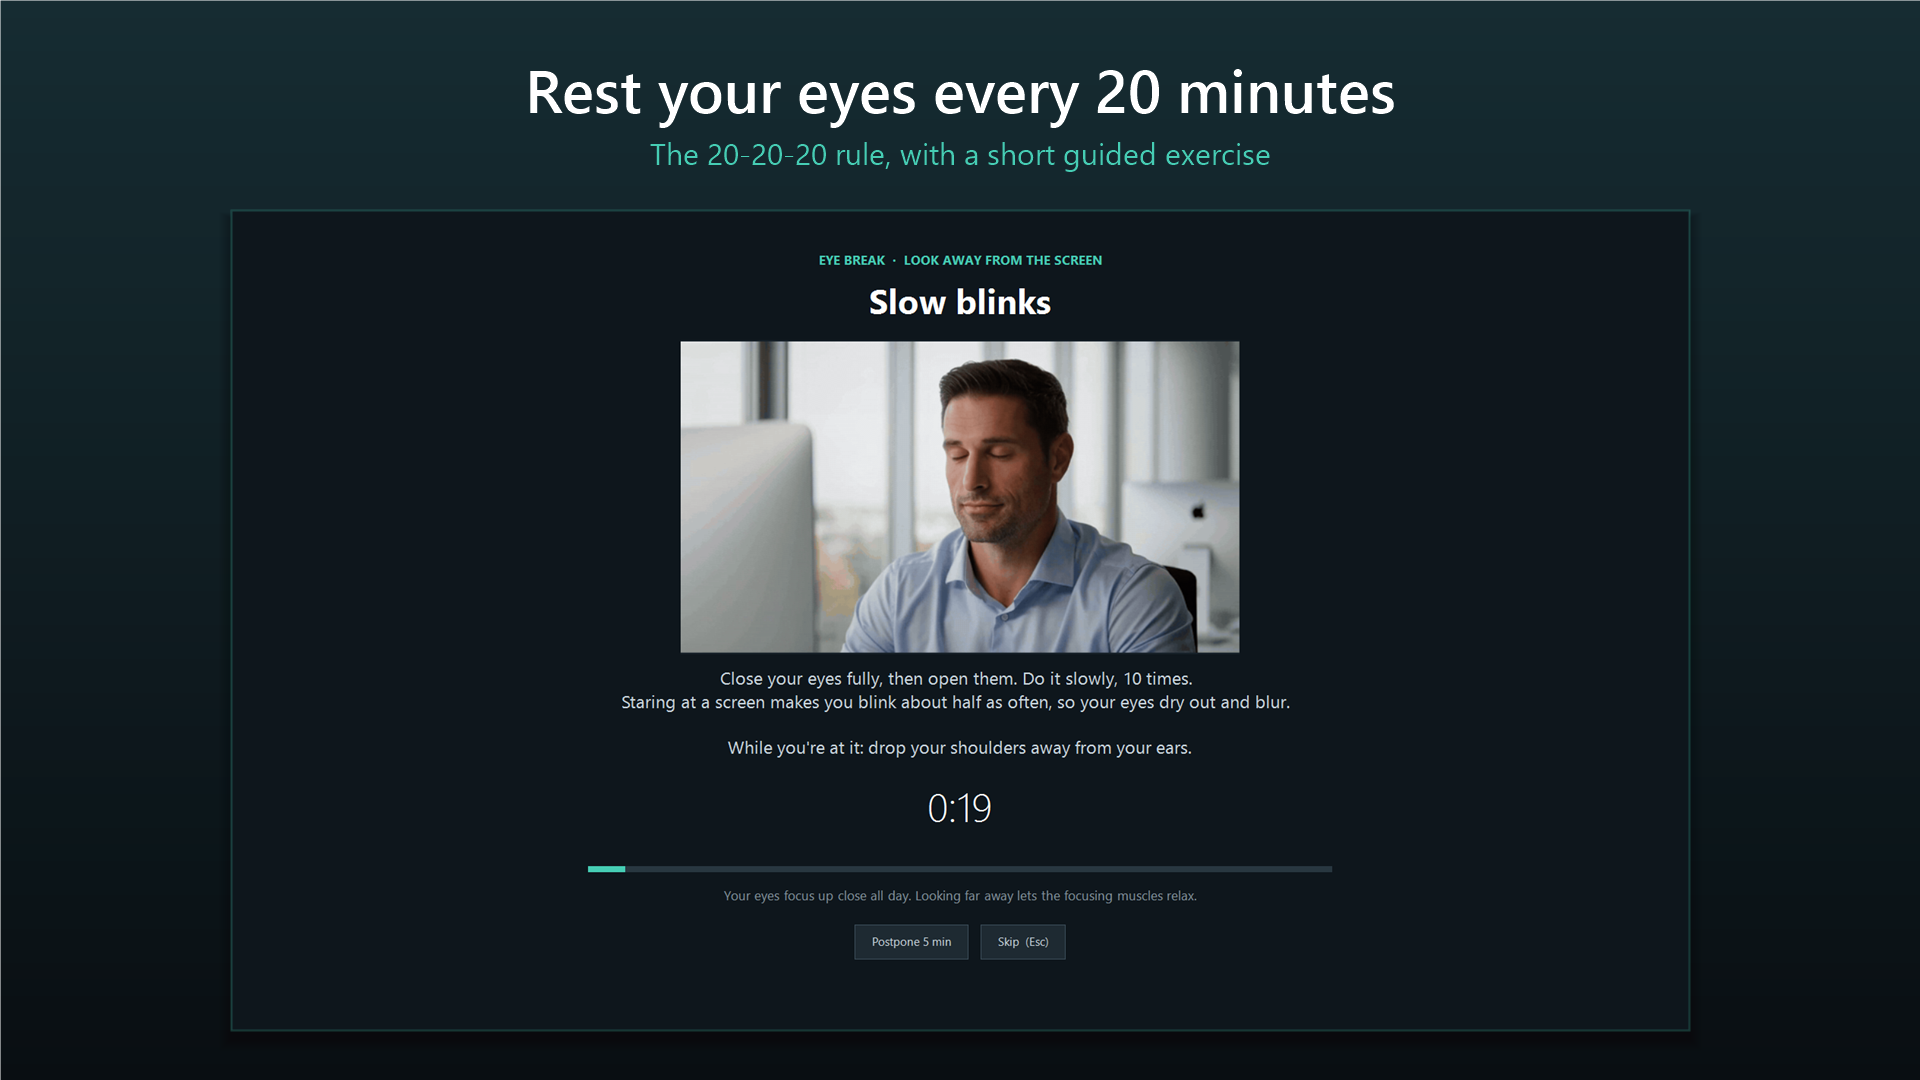 Rest your eyes every 20 minutes
The 20-20-20 rule, with a short guided exercise
EYE BREAK · LOOK AWAY FROM THE SCREEN
Slow blinks
Close your eyes fully, then open them. Do it slowly, 10 times.
Staring at a screen makes you blink about half as often, so your eyes dry out and blur.
While you're at it: drop your shoulders away from your ears.
0:19
Your eyes focus up close all day. Looking far away lets the focusing muscles relax.
Postpone 5 min
Skip (Esc)